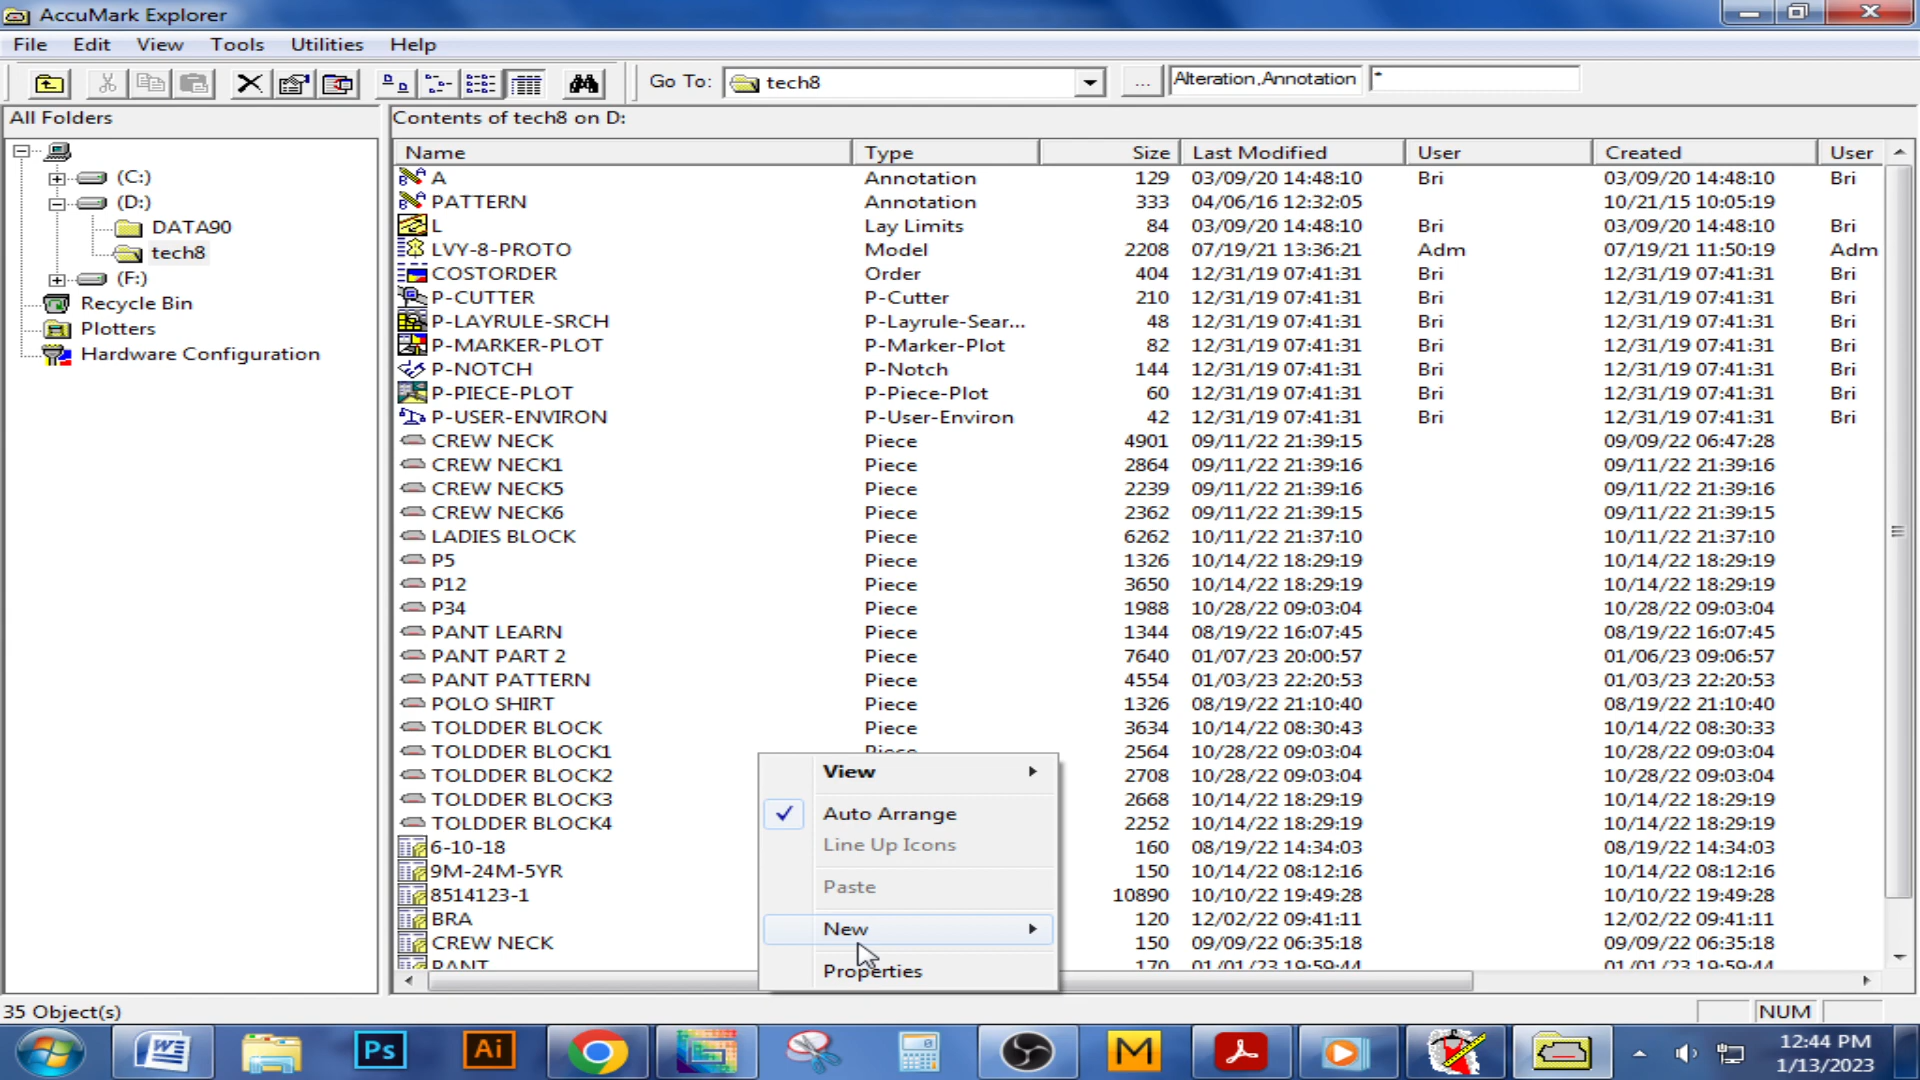 AccuMark Explorer
File Edit View Tools Utilities Help
Go To: tech8 ... Alteration,Annotation *
All Folders
Contents of tech8 on D:
(C:)
(D:)
DATA90
tech8
(F:)
Recycle Bin
Plotters
Hardware Configuration
Name Type Size Last Modified User Created User
A Annotation 129 03/09/20 14:48:10 Bri 03/09/20 14:48:10 Bri
PATTERN Annotation 333 04/06/16 12:32:05 10/21/15 10:05:19
L Lay Limits 84 03/09/20 14:48:10 Bri 03/09/20 14:48:10 Bri
LVY-8-PROTO Model 2208 07/19/21 13:36:21 Adm 07/19/21 11:50:19 Adm
COSTORDER Order 404 12/31/19 07:41:31 Bri 12/31/19 07:41:31 Bri
P-CUTTER P-Cutter 210 12/31/19 07:41:31 Bri 12/31/19 07:41:31 Bri
P-LAYRULE-SRCH P-Layrule-Sear... 48 12/31/19 07:41:31 Bri 12/31/19 07:41:31 Bri
P-MARKER-PLOT P-Marker-Plot 82 12/31/19 07:41:31 Bri 12/31/19 07:41:31 Bri
P-NOTCH P-Notch 144 12/31/19 07:41:31 Bri 12/31/19 07:41:31 Bri
P-PIECE-PLOT P-Piece-Plot 60 12/31/19 07:41:31 Bri 12/31/19 07:41:31 Bri
P-USER-ENVIRON P-User-Environ 42 12/31/19 07:41:31 Bri 12/31/19 07:41:31 Bri
CREW NECK Piece 4901 09/11/22 21:39:15 09/09/22 06:47:28
CREW NECK1 Piece 2864 09/11/22 21:39:16 09/11/22 21:39:16
CREW NECK5 Piece 2239 09/11/22 21:39:16 09/11/22 21:39:16
CREW NECK6 Piece 2362 09/11/22 21:39:15 09/11/22 21:39:15
LADIES BLOCK Piece 6262 10/11/22 21:37:10 10/11/22 21:37:10
P5 Piece 1326 10/14/22 18:29:19 10/14/22 18:29:19
P12 Piece 3650 10/14/22 18:29:19 10/14/22 18:29:19
P34 Piece 1988 10/28/22 09:03:04 10/28/22 09:03:04
PANT LEARN Piece 1344 08/19/22 16:07:45 08/19/22 16:07:45
PANT PART 2 Piece 7640 01/07/23 20:00:57 01/06/23 09:06:57
PANT PATTERN Piece 4554 01/03/23 22:20:53 01/03/23 22:20:53
POLO SHIRT Piece 1326 08/19/22 21:10:40 08/19/22 21:10:40
TOLDDER BLOCK Piece 3634 10/14/22 08:30:43 10/14/22 08:30:33
TOLDDER BLOCK1 Piece 2564 10/28/22 09:03:04 10/28/22 09:03:04
TOLDDER BLOCK2 2708 10/28/22 09:03:04 10/28/22 09:03:04
TOLDDER BLOCK3 2668 10/14/22 18:29:19 10/14/22 18:29:19
TOLDDER BLOCK4 2252 10/14/22 18:29:19 10/14/22 18:29:19
6-10-18 160 08/19/22 14:34:03 08/19/22 14:34:03
9M-24M-5YR 150 10/14/22 08:12:16 10/14/22 08:12:16
8514123-1 10890 10/10/22 19:49:28 10/10/22 19:49:28
BRA 120 12/02/22 09:41:11 12/02/22 09:41:11
CREW NECK 150 09/09/22 06:35:18 09/09/22 06:35:18
PANT 170 01/01/23 19:59:44 01/01/23 19:59:44
View
Auto Arrange
Line Up Icons
Paste
New
Properties
35 Object(s)
NUM
Ps
Ai
M
12:44 PM
1/13/2023